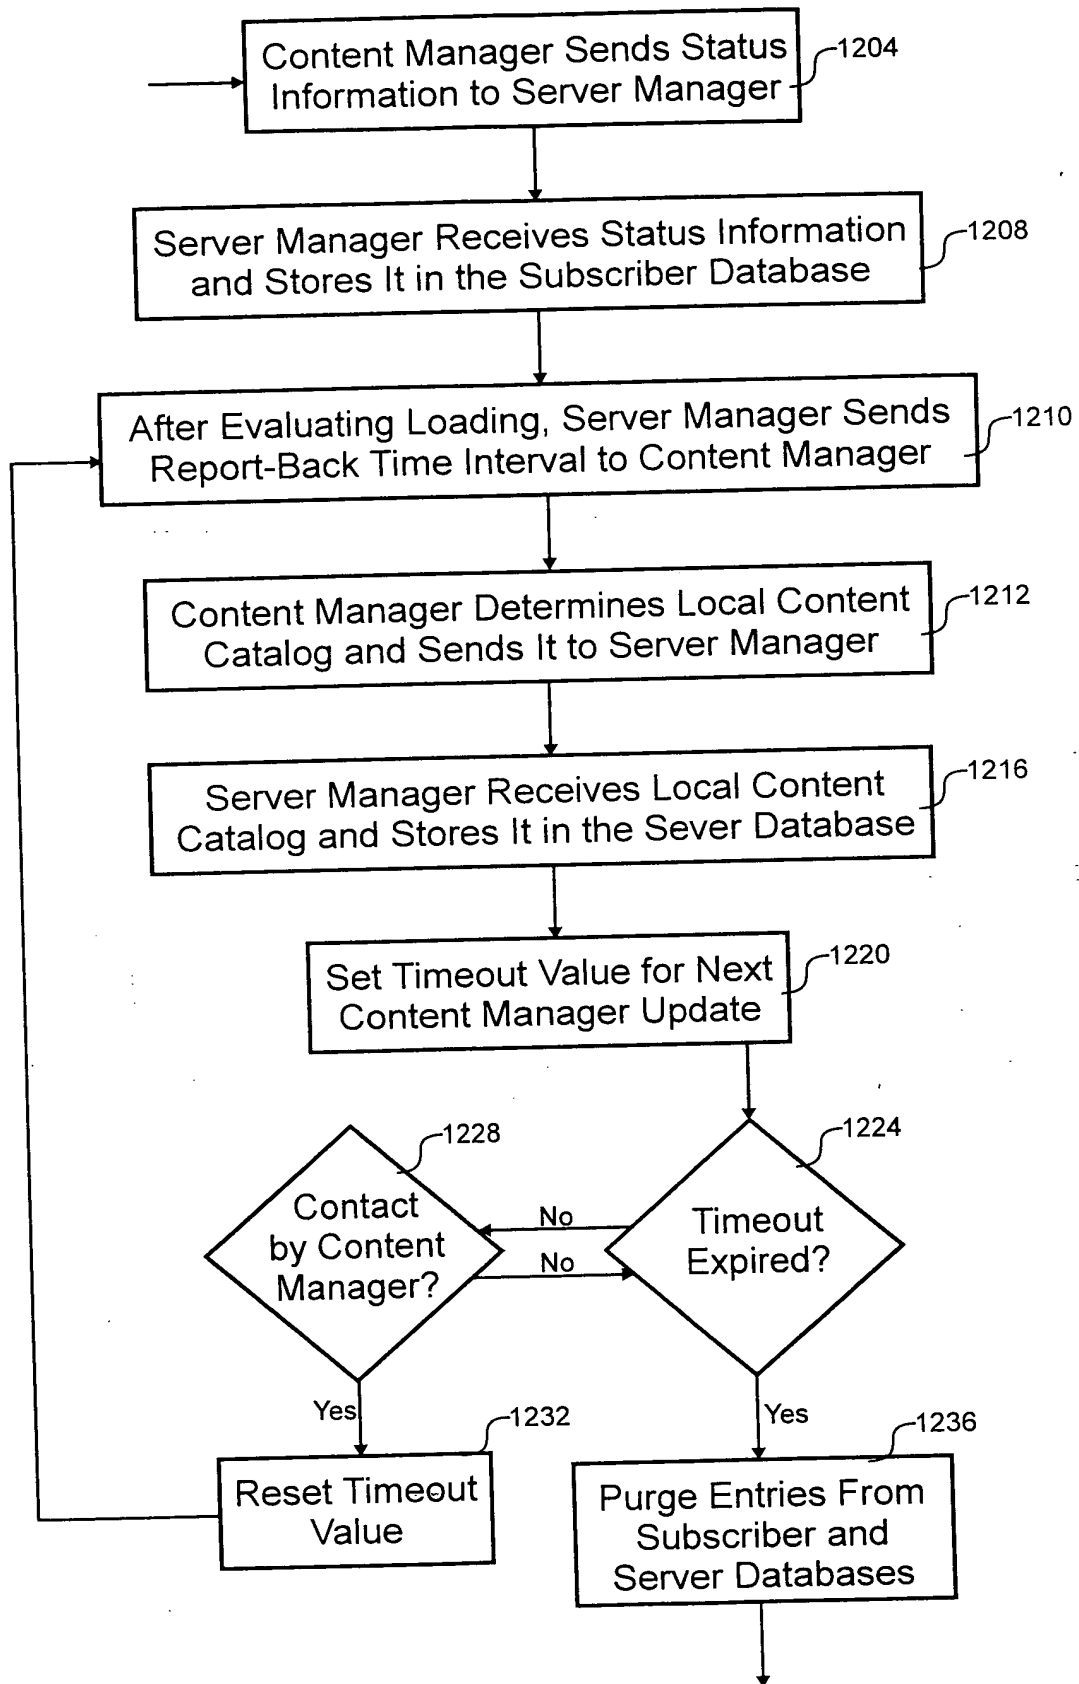 Content Manager Sends Status
Information to Server Manager
1204
Server Manager Receives Status Information
and Stores It in the Subscriber Database
1208
After Evaluating Loading, Server Manager Sends
Report-Back Time Interval to Content Manager
1210
Content Manager Determines Local Content
Catalog and Sends It to Server Manager
1212
Server Manager Receives Local Content
Catalog and Stores It in the Sever Database
1216
Set Timeout Value for Next
Content Manager Update
1220
1228
Contact
by Content
Manager?
No
No
1224
Timeout
Expired?
Yes
1232
Reset Timeout
Value
Yes
1236
Purge Entries From
Subscriber and
Server Databases